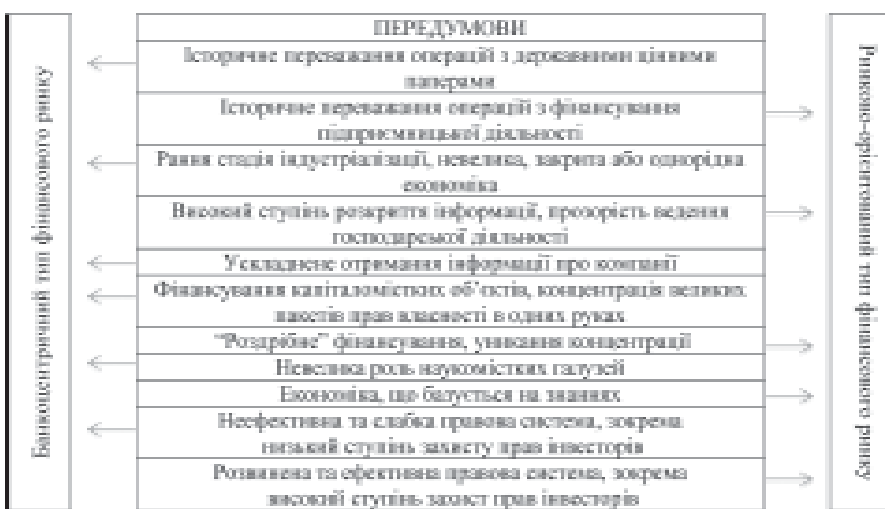 Банкоцентричний тип фінансового ринку
ПЕРЕДУМОВИ
Історичне переважання операцій з державними цінними
паперами
Історичне переважання операцій з фінансування
підприємницької діяльності
Рання стадія індустріалізації, невелика, закрита або однорідна
економіка
Високий ступінь розкриття інформації, прозорість ведення
господарської діяльності
Ускладнене отримання інформації про компанії
Фінансування капіталомістких об’єктів, концентрація великих
пакетів прав власності в одних руках
“Роздрібне” фінансування, уникання концентрації
Невелика роль наукомістких галузей
Економіка, що базується на знаннях
Неефективна та слабка правова система, зокрема
низький ступінь захисту прав інвесторів
Розвинена та ефективна правова система, зокрема
високий ступінь захист прав інвесторів
Ринково-орієнтований тип фінансового ринку